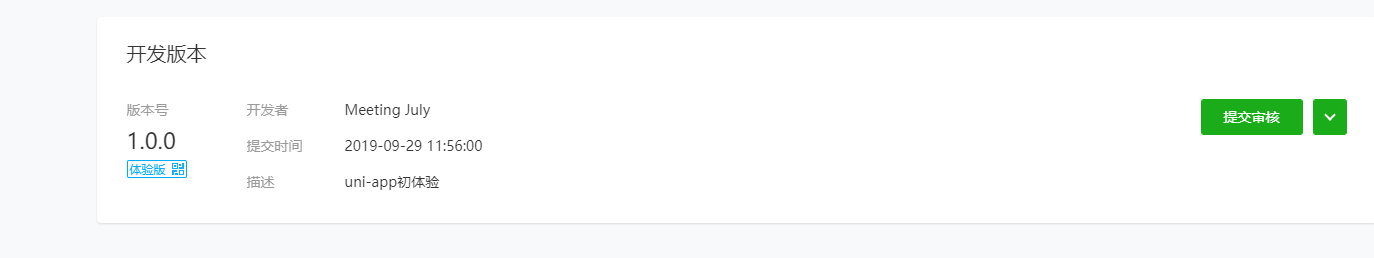 开发版本
版本号
1.0.0
体验版
开发者 Meeting July
提交时间 2019-09-29 11:56:00
描述 uni-app初体验
提交审核